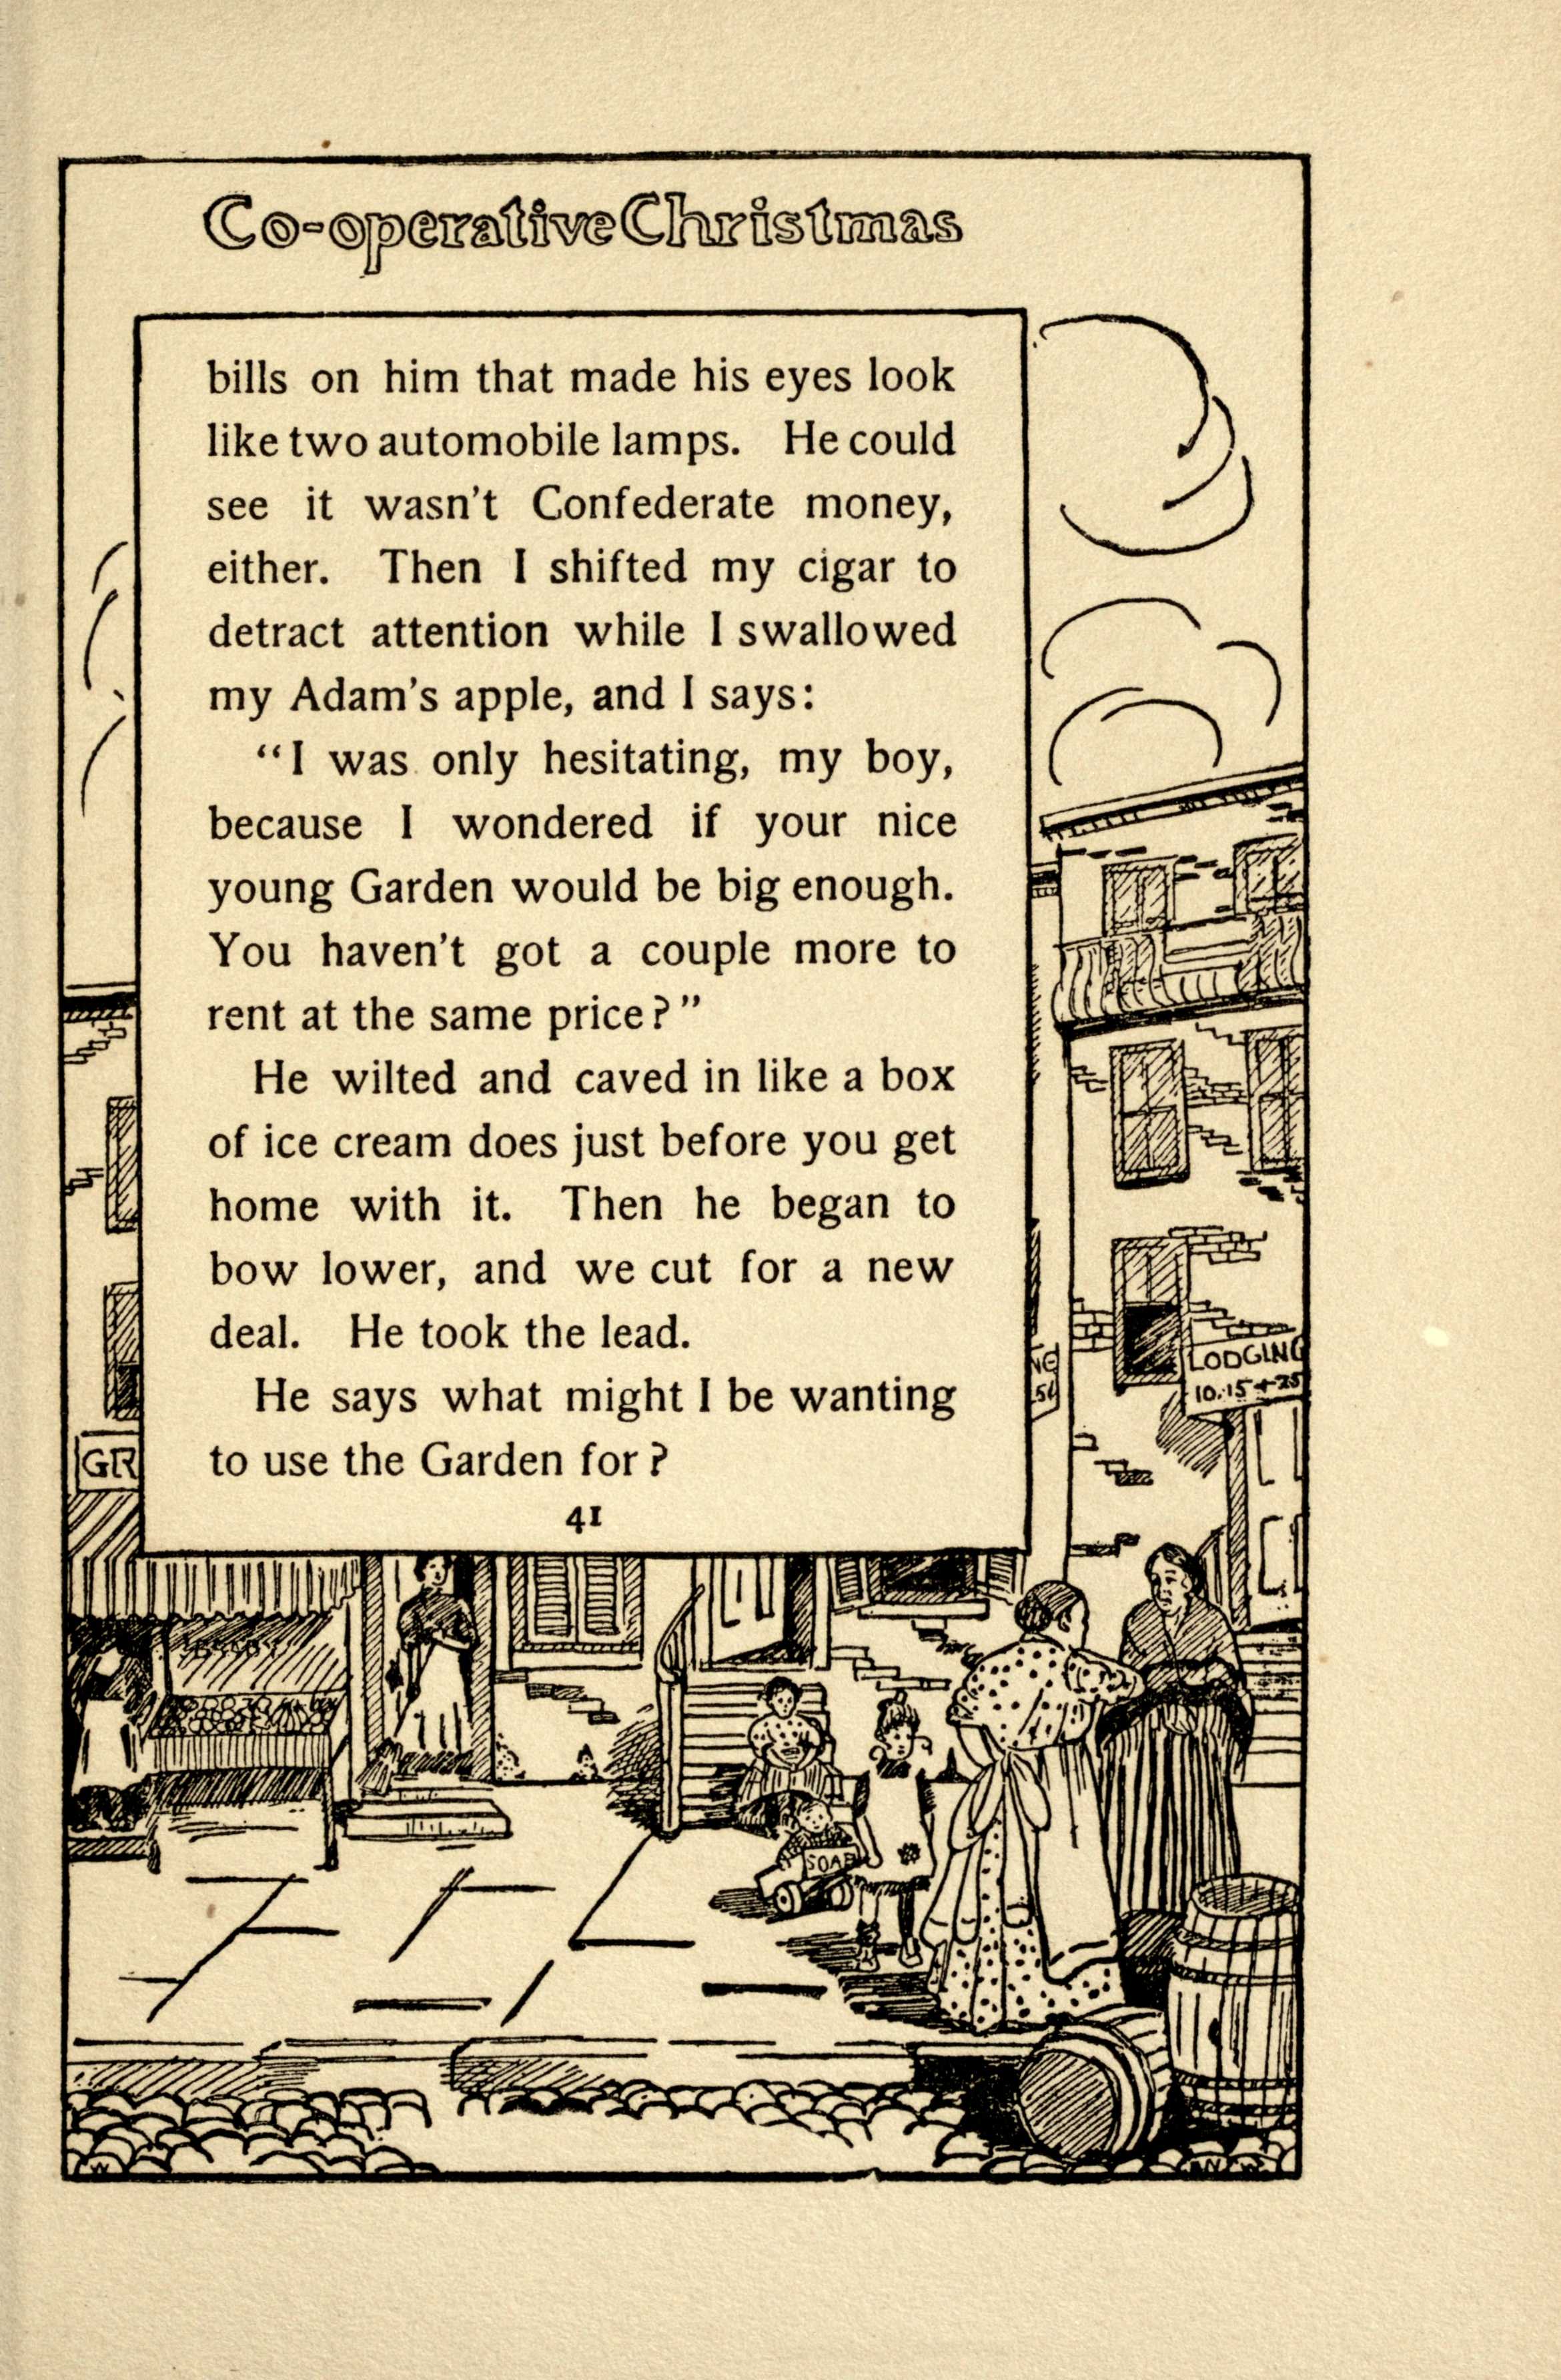 Co-operative Christmas
bills on him that made his eyes look
like two automobile lamps. He could
see it wasn't Confederate money,
either. Then I shifted my cigar to
detract attention while I swallowed
my Adam's apple, and I says:
"I was only hesitating, my boy,
because I wondered if your nice
young Garden would be big enough.
You haven't got a couple more to
rent at the same price?"
He wilted and caved in like a box
of ice cream does just before you get
home with it. Then he began to
bow lower, and we cut for a new
deal. He took the lead.
He says what might I be wanting
to use the Garden for?
41
LODGING
10.15+25
GR
SOAP